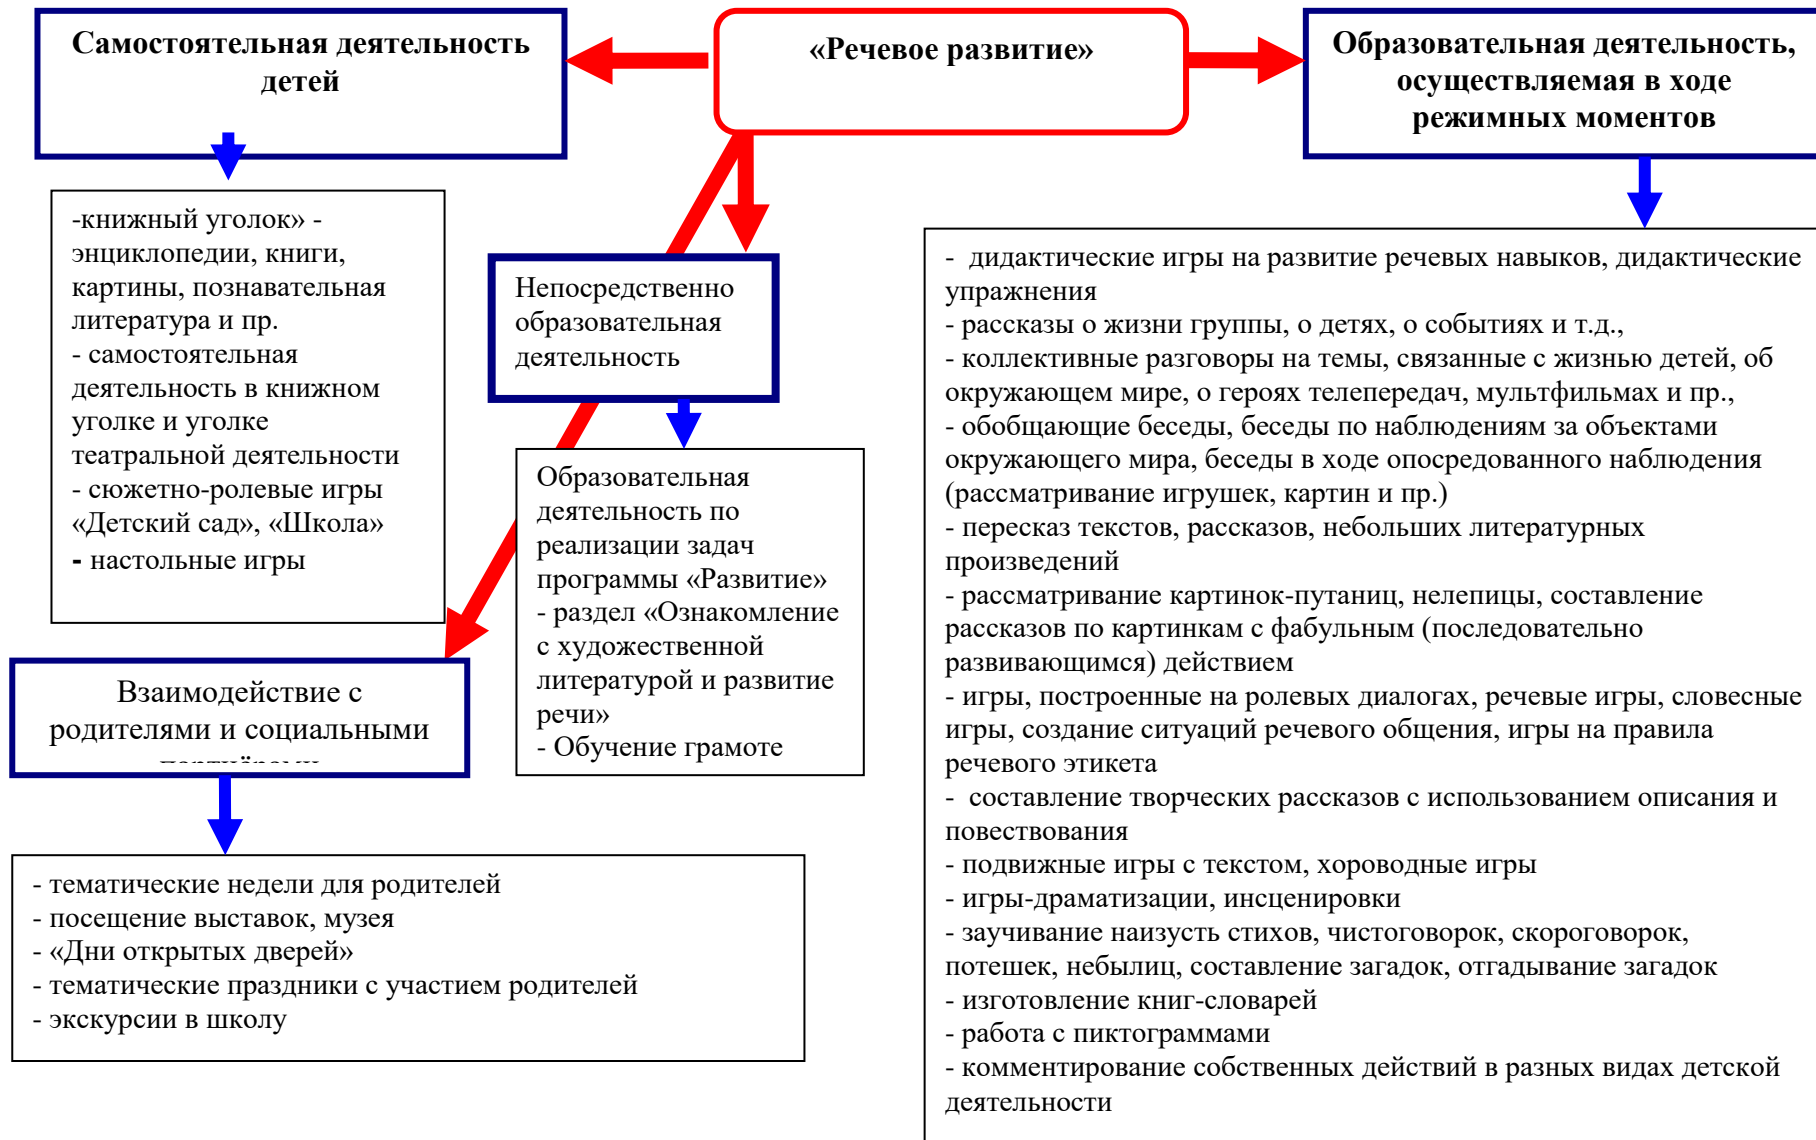 Самостоятельная деятельность
детей
«Речевое развитие»
Образовательная деятельность,
осуществляемая в ходе
режимных моментов
-книжный уголок» -
энциклопедии, книги,
картины, познавательная
литература и пр.
- самостоятельная
деятельность в книжном
уголке и уголке
театральной деятельности
- сюжетно-ролевые игры
«Детский сад», «Школа»
- настольные игры
Непосредственно
образовательная
деятельность
Образовательная
деятельность по
реализации задач
программы «Развитие»
- раздел «Ознакомление
с художественной
литературой и развитие
речи»
- Обучение грамоте
Взаимодействие с
родителями и социальными
- тематические недели для родителей
- посещение выставок, музея
- «Дни открытых дверей»
- тематические праздники с участием родителей
- экскурсии в школу
- дидактические игры на развитие речевых навыков, дидактические
упражнения
- рассказы о жизни группы, о детях, о событиях и т.д.,
- коллективные разговоры на темы, связанные с жизнью детей, об
окружающем мире, о героях телепередач, мультфильмах и пр.,
- обобщающие беседы, беседы по наблюдениям за объектами
окружающего мира, беседы в ходе опосредованного наблюдения
(рассматривание игрушек, картин и пр.)
- пересказ текстов, рассказов, небольших литературных
произведений
- рассматривание картинок-путаниц, нелепицы, составление
рассказов по картинкам с фабульным (последовательно
развивающимся) действием
- игры, построенные на ролевых диалогах, речевые игры, словесные
игры, создание ситуаций речевого общения, игры на правила
речевого этикета
- составление творческих рассказов с использованием описания и
повествования
- подвижные игры с текстом, хороводные игры
- игры-драматизации, инсценировки
- заучивание наизусть стихов, чистоговорок, скороговорок,
потешек, небылиц, составление загадок, отгадывание загадок
- изготовление книг-словарей
- работа с пиктограммами
- комментирование собственных действий в разных видах детской
деятельности